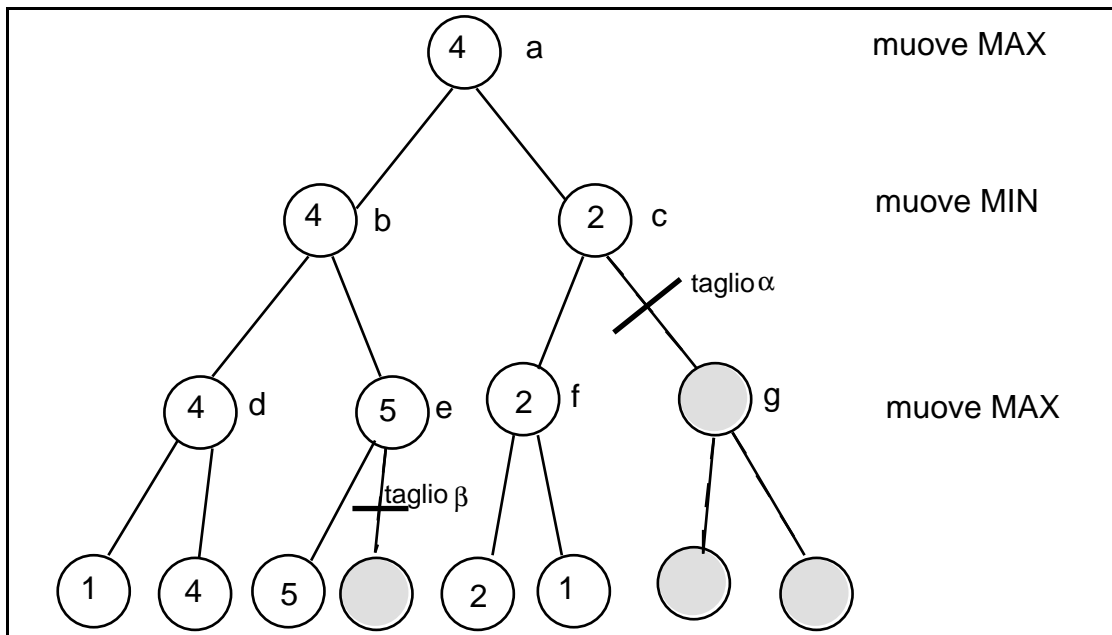 4 a muove MAX
4 b 2 c muove MIN
taglio α
4 d 5 e 2 f g muove MAX
taglio β
1 4 5 2 1